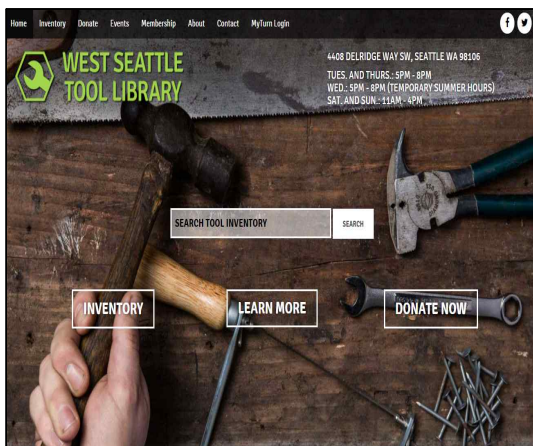 Home Inventory Donate Events Membership About Contact MyTurn Login
WEST SEATTLE
TOOL LIBRARY
4408 DELRIDGE WAY SW, SEATTLE WA 98106
TUES. AND THURS.: 5PM - 8PM
WED.: 5PM - 8PM (TEMPORARY SUMMER HOURS)
SAT. AND SUN.: 11AM - 4PM
SEARCH TOOL INVENTORY SEARCH
INVENTORY LEARN MORE DONATE NOW